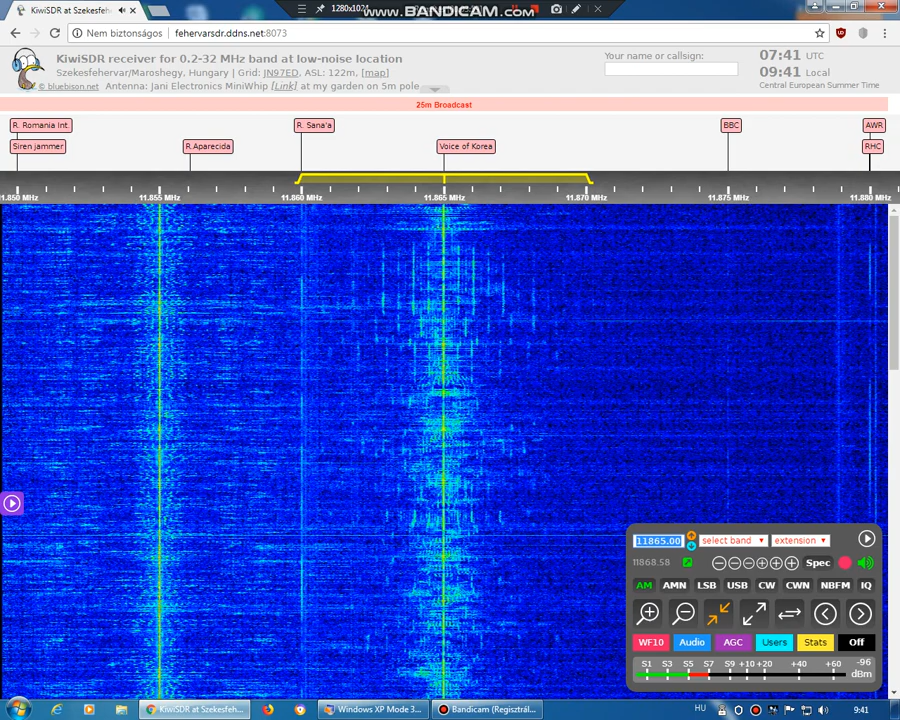 KiwiSDR at Szekesfeh
1280x1024
www.BANDICAM.com
Nem biztonságos
fehervarsdr.ddns.net:8073
KiwiSDR receiver for 0.2-32 MHz band at low-noise location
Szekesfehervar/Maroshegy, Hungary | Grid: JN97ED, ASL: 122m, [map]
© bluebison.net
Antenna: Jani Electronics MiniWhip [Link] at my garden on 5m pole
Your name or callsign:
07:41 UTC
09:41 Local
Central European Summer Time
25m Broadcast
R. Romania Int.
R. Sana'a
BBC
AWR
Siren jammer
R.Aparecida
Voice of Korea
RHC
11.850 MHz 11.855 MHz 11.860 MHz 11.865 MHz 11.870 MHz 11.875 MHz 11.880 MHz
11865.00 select band extension
11868.58 Spec
AM AMN LSB USB CW CWN NBFM IQ
WF10 Audio AGC Users Stats Off
S1 S3 S5 S7 S9 +10 +20 +40 +60 -96
dBm
KiwiSDR at Szekesfeh...
Windows XP Mode 3...
Bandicam (Regisztrál...
HU
9:41